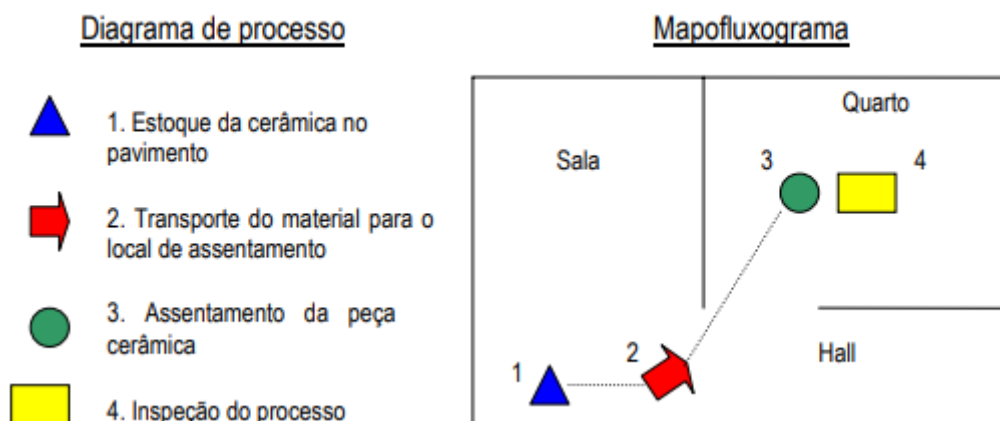 Diagrama de processo
1. Estoque da cerâmica no
pavimento
2. Transporte do material para o
local de assentamento
3. Assentamento da peça
cerâmica
4. Inspeção do processo
Mapofluxograma
Quarto
Sala
3
4
2
1
Hall